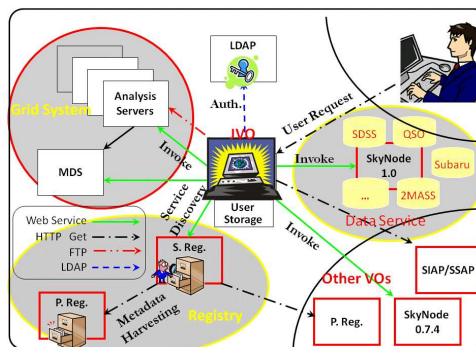 LDAP
Analysis
Servers
Grid System
Auth.
IVO
User Request
SDSS
QSO
Invoke
Invoke
SkyNode
1.0
Subaru
MDS
Service
Discovery
User
Storage
...
2MASS
Data Service
Web Service
HTTP Get
FTP
LDAP
Invoke
S. Reg.
Other VOs
SIAP/SSAP
P. Reg.
Metadata
Harvesting
Registry
P. Reg.
SkyNode
0.7.4